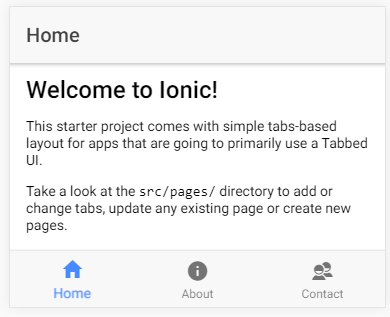 Home
Welcome to Ionic!
This starter project comes with simple tabs-based
layout for apps that are going to primarily use a Tabbed
UI.
Take a look at the src/pages/ directory to add or
change tabs, update any existing page or create new
pages.
Home
About
Contact